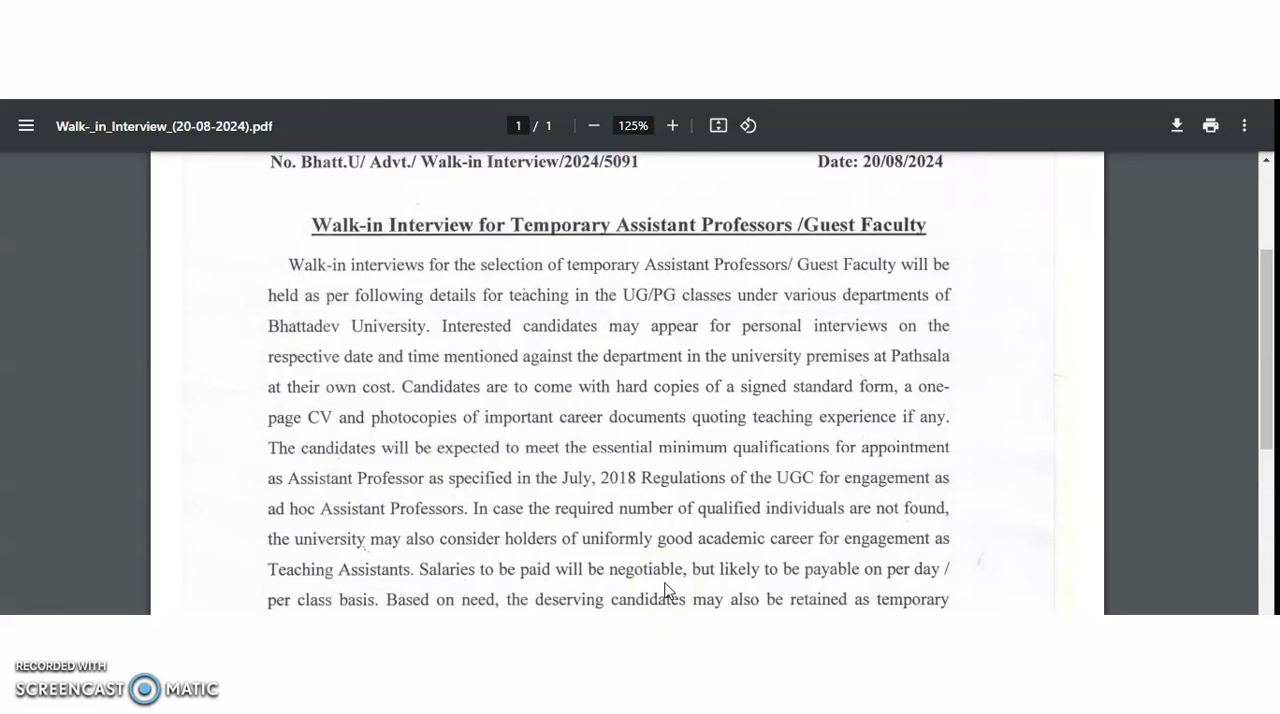 Walk-_in_Interview_(20-08-2024).pdf 1 / 1 125%
No. Bhatt.U/ Advt./ Walk-in Interview/2024/5091 Date: 20/08/2024
Walk-in Interview for Temporary Assistant Professors /Guest Faculty
Walk-in interviews for the selection of temporary Assistant Professors/ Guest Faculty will be
held as per following details for teaching in the UG/PG classes under various departments of
Bhattadev University. Interested candidates may appear for personal interviews on the
respective date and time mentioned against the department in the university premises at Pathsala
at their own cost. Candidates are to come with hard copies of a signed standard form, a one-
page CV and photocopies of important career documents quoting teaching experience if any.
The candidates will be expected to meet the essential minimum qualifications for appointment
as Assistant Professor as specified in the July, 2018 Regulations of the UGC for engagement as
ad hoc Assistant Professors. In case the required number of qualified individuals are not found,
the university may also consider holders of uniformly good academic career for engagement as
Teaching Assistants. Salaries to be paid will be negotiable, but likely to be payable on per day /
per class basis. Based on need, the deserving candidates may also be retained as temporary
RECORDED WITH
SCREENCAST MATIC